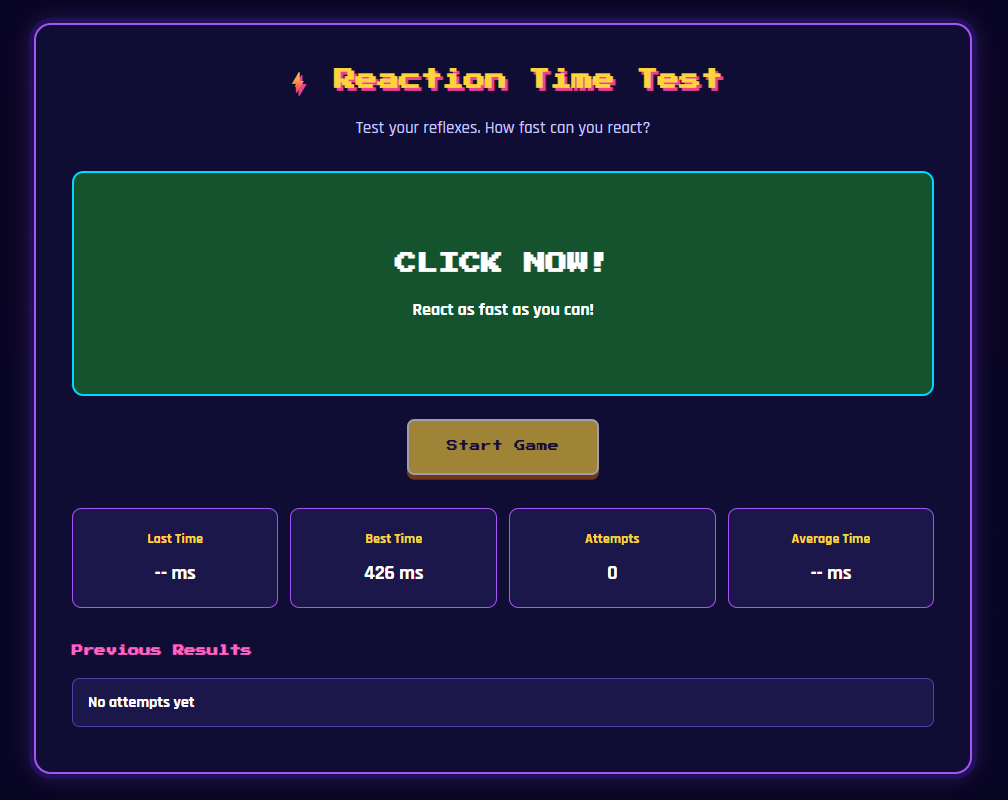 ⚡ Reaction Time Test
Test your reflexes. How fast can you react?
CLICK NOW!
React as fast as you can!
Start Game
Last Time
-- ms
Best Time
426 ms
Attempts
0
Average Time
-- ms
Previous Results
No attempts yet